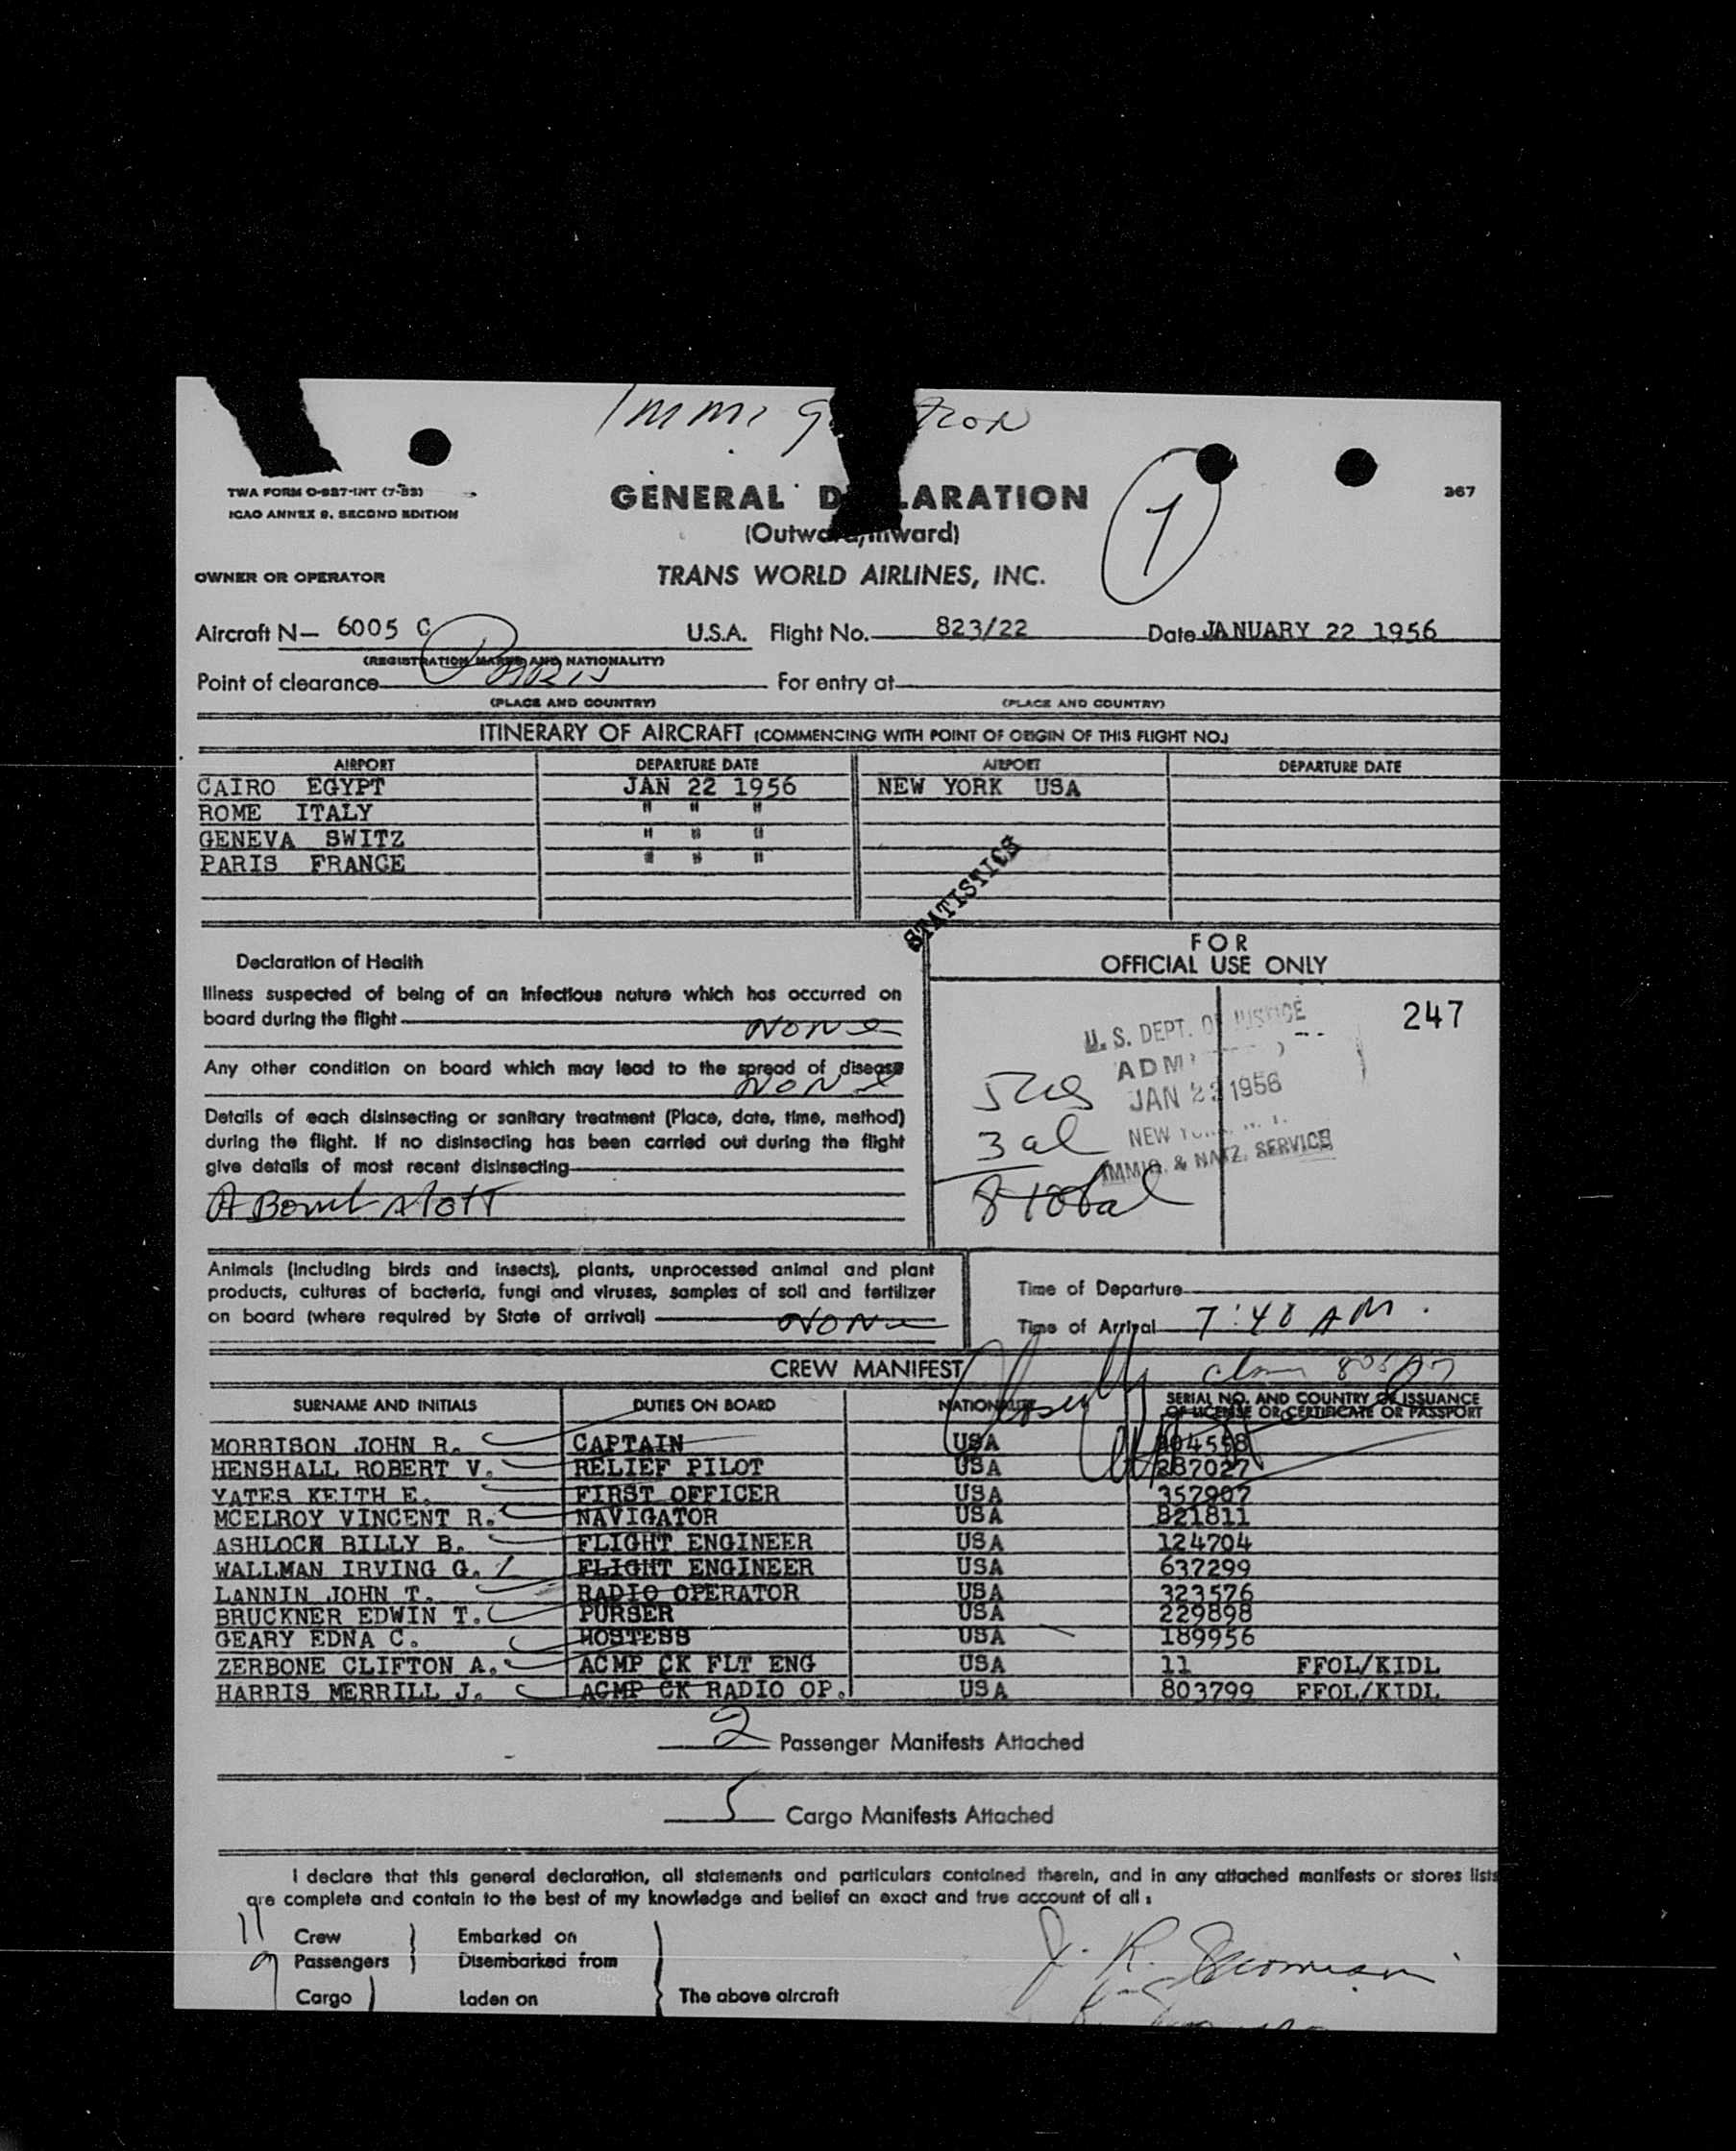 Immigration
TWA FORM O-927-INT (7-53)
ICAO ANNEX 9, SECOND EDITION
GENERAL DECLARATION
1
367
(Outward, Inward)
OWNER OR OPERATOR
TRANS WORLD AIRLINES, INC.
Aircraft N— 6005 C U.S.A. Flight No. 823/22 Date JANUARY 22 1956
(REGISTRATION MARKS AND NATIONALITY)
Point of clearance Paris For entry at
(PLACE AND COUNTRY) (PLACE AND COUNTRY)
ITINERARY OF AIRCRAFT (COMMENCING WITH POINT OF ORIGIN OF THIS FLIGHT NO.)
AIRPORT DEPARTURE DATE AIRPORT DEPARTURE DATE
CAIRO EGYPT JAN 22 1956 NEW YORK USA
ROME ITALY " " "
GENEVA SWITZ " " "
PARIS FRANCE " " "
STATISTICS
Declaration of Health
Illness suspected of being of an infectious nature which has occurred on
board during the flight None
Any other condition on board which may lead to the spread of disease
None
Details of each disinsecting or sanitary treatment (Place, date, time, method)
during the flight. If no disinsecting has been carried out during the flight
give details of most recent disinsecting
FOR
OFFICIAL USE ONLY
247
U. S. DEPT. OF JUSTICE
JAN 22 1956
IMMIG. & NATZ. SERVICE
3 al
8 total
Animals (including birds and insects), plants, unprocessed animal and plant
products, cultures of bacteria, fungi and viruses, samples of soil and fertilizer
on board (where required by State of arrival) None
Time of Departure
Time of Arrival 7:40 AM.
CREW MANIFEST
SURNAME AND INITIALS DUTIES ON BOARD NATIONALITY SERIAL NO. AND COUNTRY OF ISSUANCE
OF LICENSE OR CERTIFICATE OR PASSPORT
MORRISON JOHN R. CAPTAIN USA
HENSHALL ROBERT V. RELIEF PILOT USA 287027
YATES KEITH E. FIRST OFFICER USA 357907
MCELROY VINCENT R. NAVIGATOR USA 821811
ASHLOCK BILLY B. FLIGHT ENGINEER USA 124704
WALLMAN IRVING G. FLIGHT ENGINEER USA 637299
LANNIN JOHN T. RADIO OPERATOR USA 323576
BRUCKNER EDWIN T. PURSER USA 229898
GEARY EDNA C. HOSTESS USA 189956
ZERBONE CLIFTON A. ACMP CK FLT ENG USA 11 FFOL/KIDL
HARRIS MERRILL J. ACMP CK RADIO OP. USA 803799 FFOL/KIDL
2 Passenger Manifests Attached
5 Cargo Manifests Attached
I declare that this general declaration, all statements and particulars contained therein, and in any attached manifests or stores lists
are complete and contain to the best of my knowledge and belief an exact and true account of all :
11 Crew Embarked on
9 Passengers Disembarked from
Cargo Laden on The above aircraft
J. R. Morrison